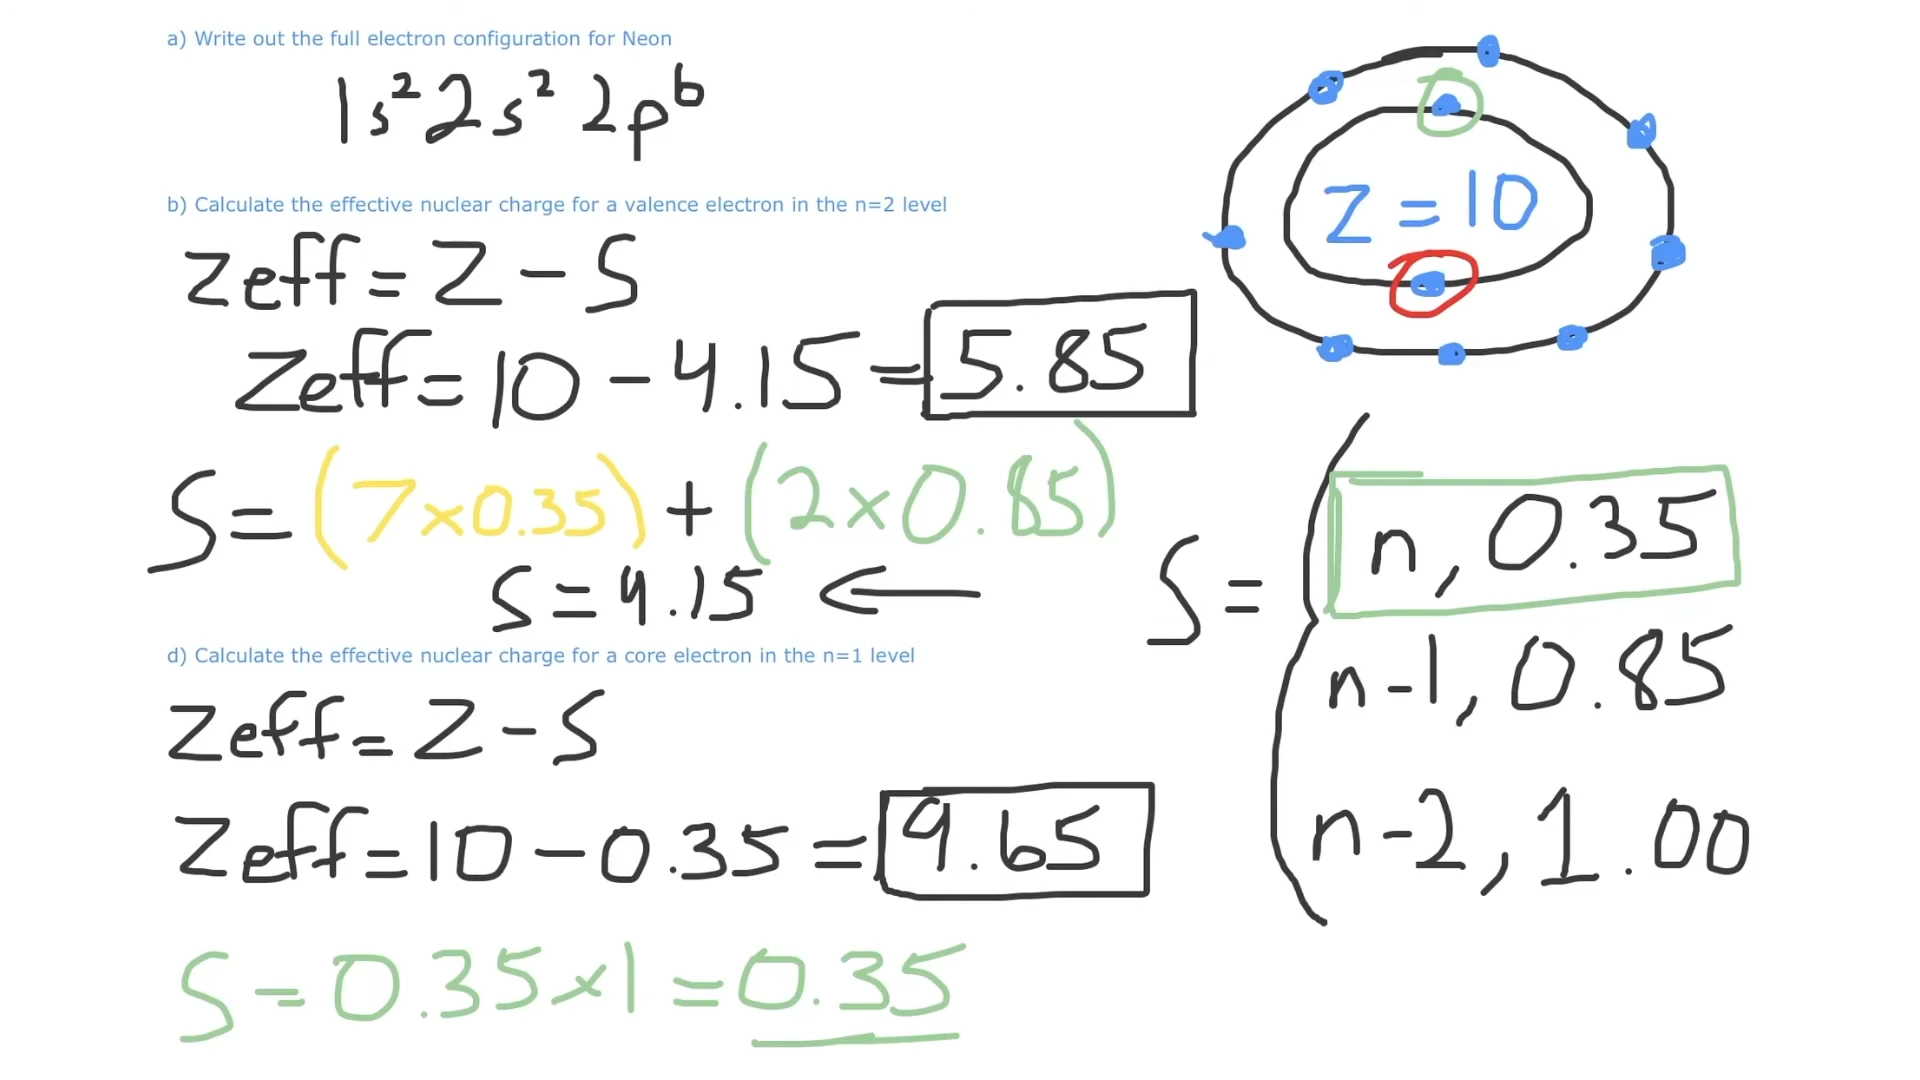 a) Write out the full electron configuration for Neon
1s² 2s² 2p⁶
b) Calculate the effective nuclear charge for a valence electron in the n=2 level
Zeff = Z - S
Zeff = 10 - 4.15 = 5.85
S = (7 x 0.35) + (2 x 0.85)
S = 4.15 ←
d) Calculate the effective nuclear charge for a core electron in the n=1 level
Zeff = Z - S
Zeff = 10 - 0.35 = 9.65
S = 0.35 x 1 = 0.35
Z = 10
S =
n, 0.35
n-1, 0.85
n-2, 1.00